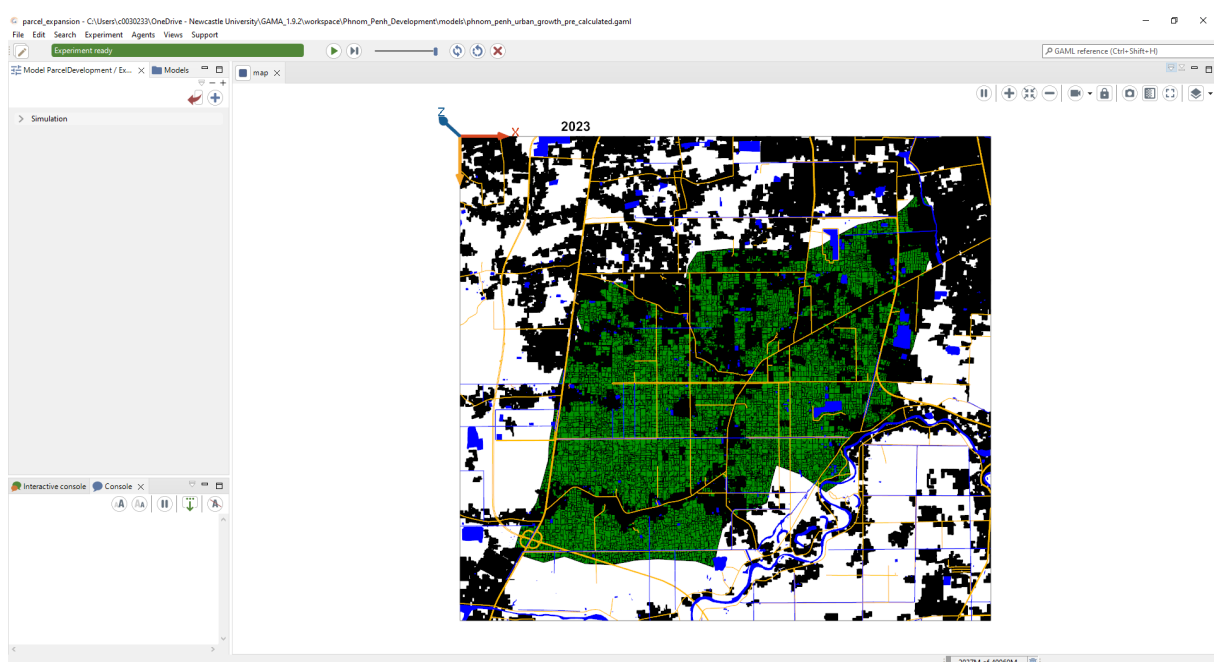 parcel_expansion - C:\Users\c0030233\OneDrive - Newcastle University\GAMA_1.9.2\workspace\Phnom_Penh_Development\models\phnom_penh_urban_growth_pre_calculated.gaml
File Edit Search Experiment Agents Views Support
Experiment ready
GAML reference (Ctrl+Shift+H)
Model ParcelDevelopment / Ex... Models
map
Simulation
Z
X
2023
Interactive console Console